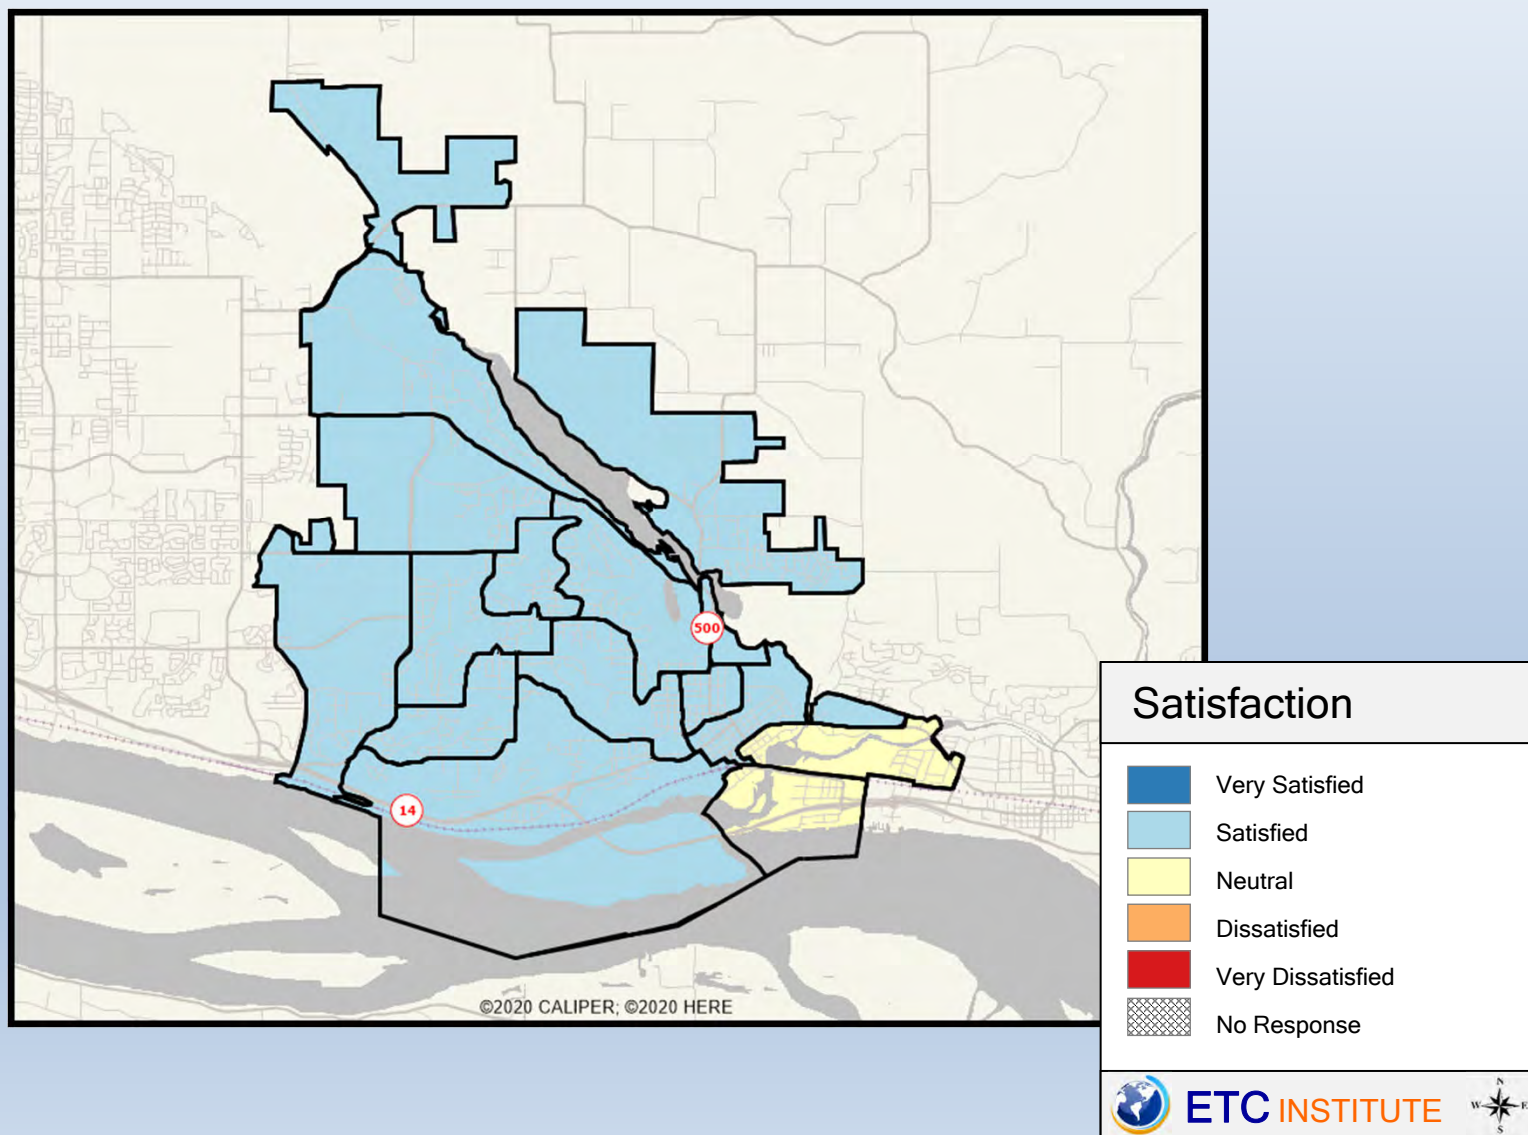 500
14
©2020 CALIPER; ©2020 HERE
Satisfaction
Very Satisfied
Satisfied
Neutral
Dissatisfied
Very Dissatisfied
No Response
ETC INSTITUTE
N
W E
S